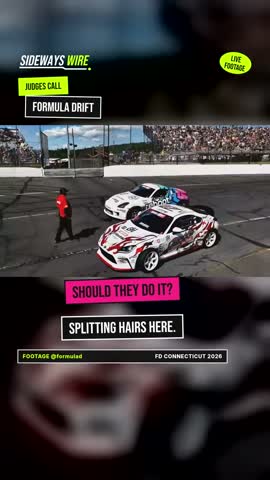 SIDEWAYS WIRE.
LIVE
FOOTAGE
JUDGES CALL
FORMULA DRIFT
SHOULD THEY DO IT?
SPLITTING HAIRS HERE.
FOOTAGE @formulad
FD CONNECTICUT 2026